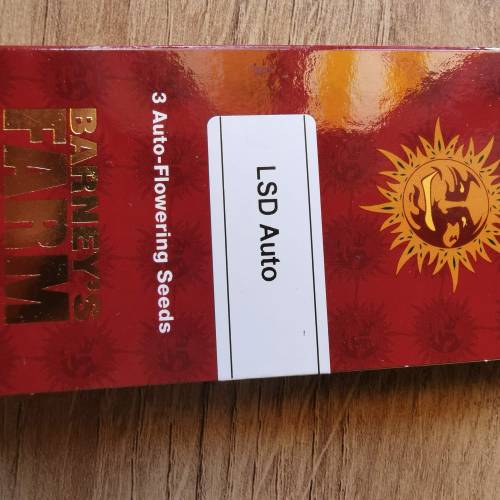 BARNEY'S
FARM
3 Auto-Flowering Seeds
LSD Auto